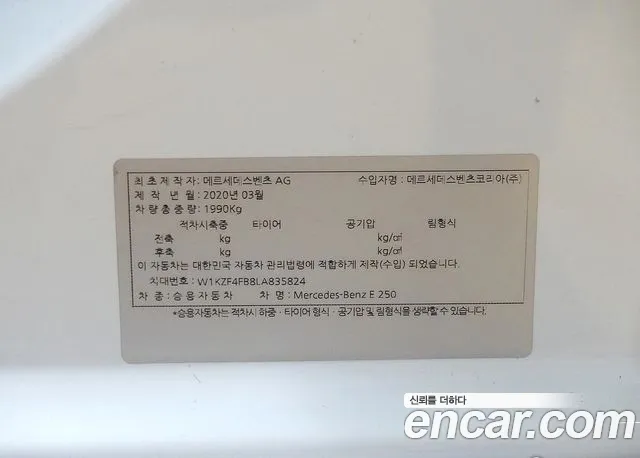 최초제작자: 메르세데스벤츠 AG 수입자명: 메르세데스벤츠코리아(주)
제작년월: 2020년 03월
차량총중량: 1990Kg
적차시축중 타이어 공기압 림형식
전축 kg kg/㎠
후축 kg kg/㎠
이 자동차는 대한민국 자동차 관리법령에 적합하게 제작(수입) 되었습니다.
차대번호: W1KZF4FB8LA835824
차 종: 승용자동차 차 명: Mercedes-Benz E 250
*승용자동차는 적차시 하중·타이어형식·공기압 및 림형식을 생략할 수 있습니다.
신뢰를 더하다
encar.com